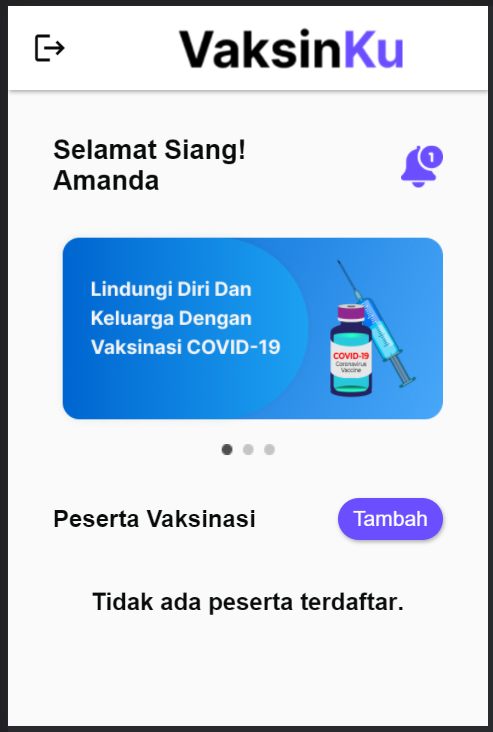 VaksinKu
Selamat Siang!
Amanda
1
Lindungi Diri Dan
Keluarga Dengan
Vaksinasi COVID-19
COVID-19
Coronavirus
Vaccine
Peserta Vaksinasi
Tambah
Tidak ada peserta terdaftar.